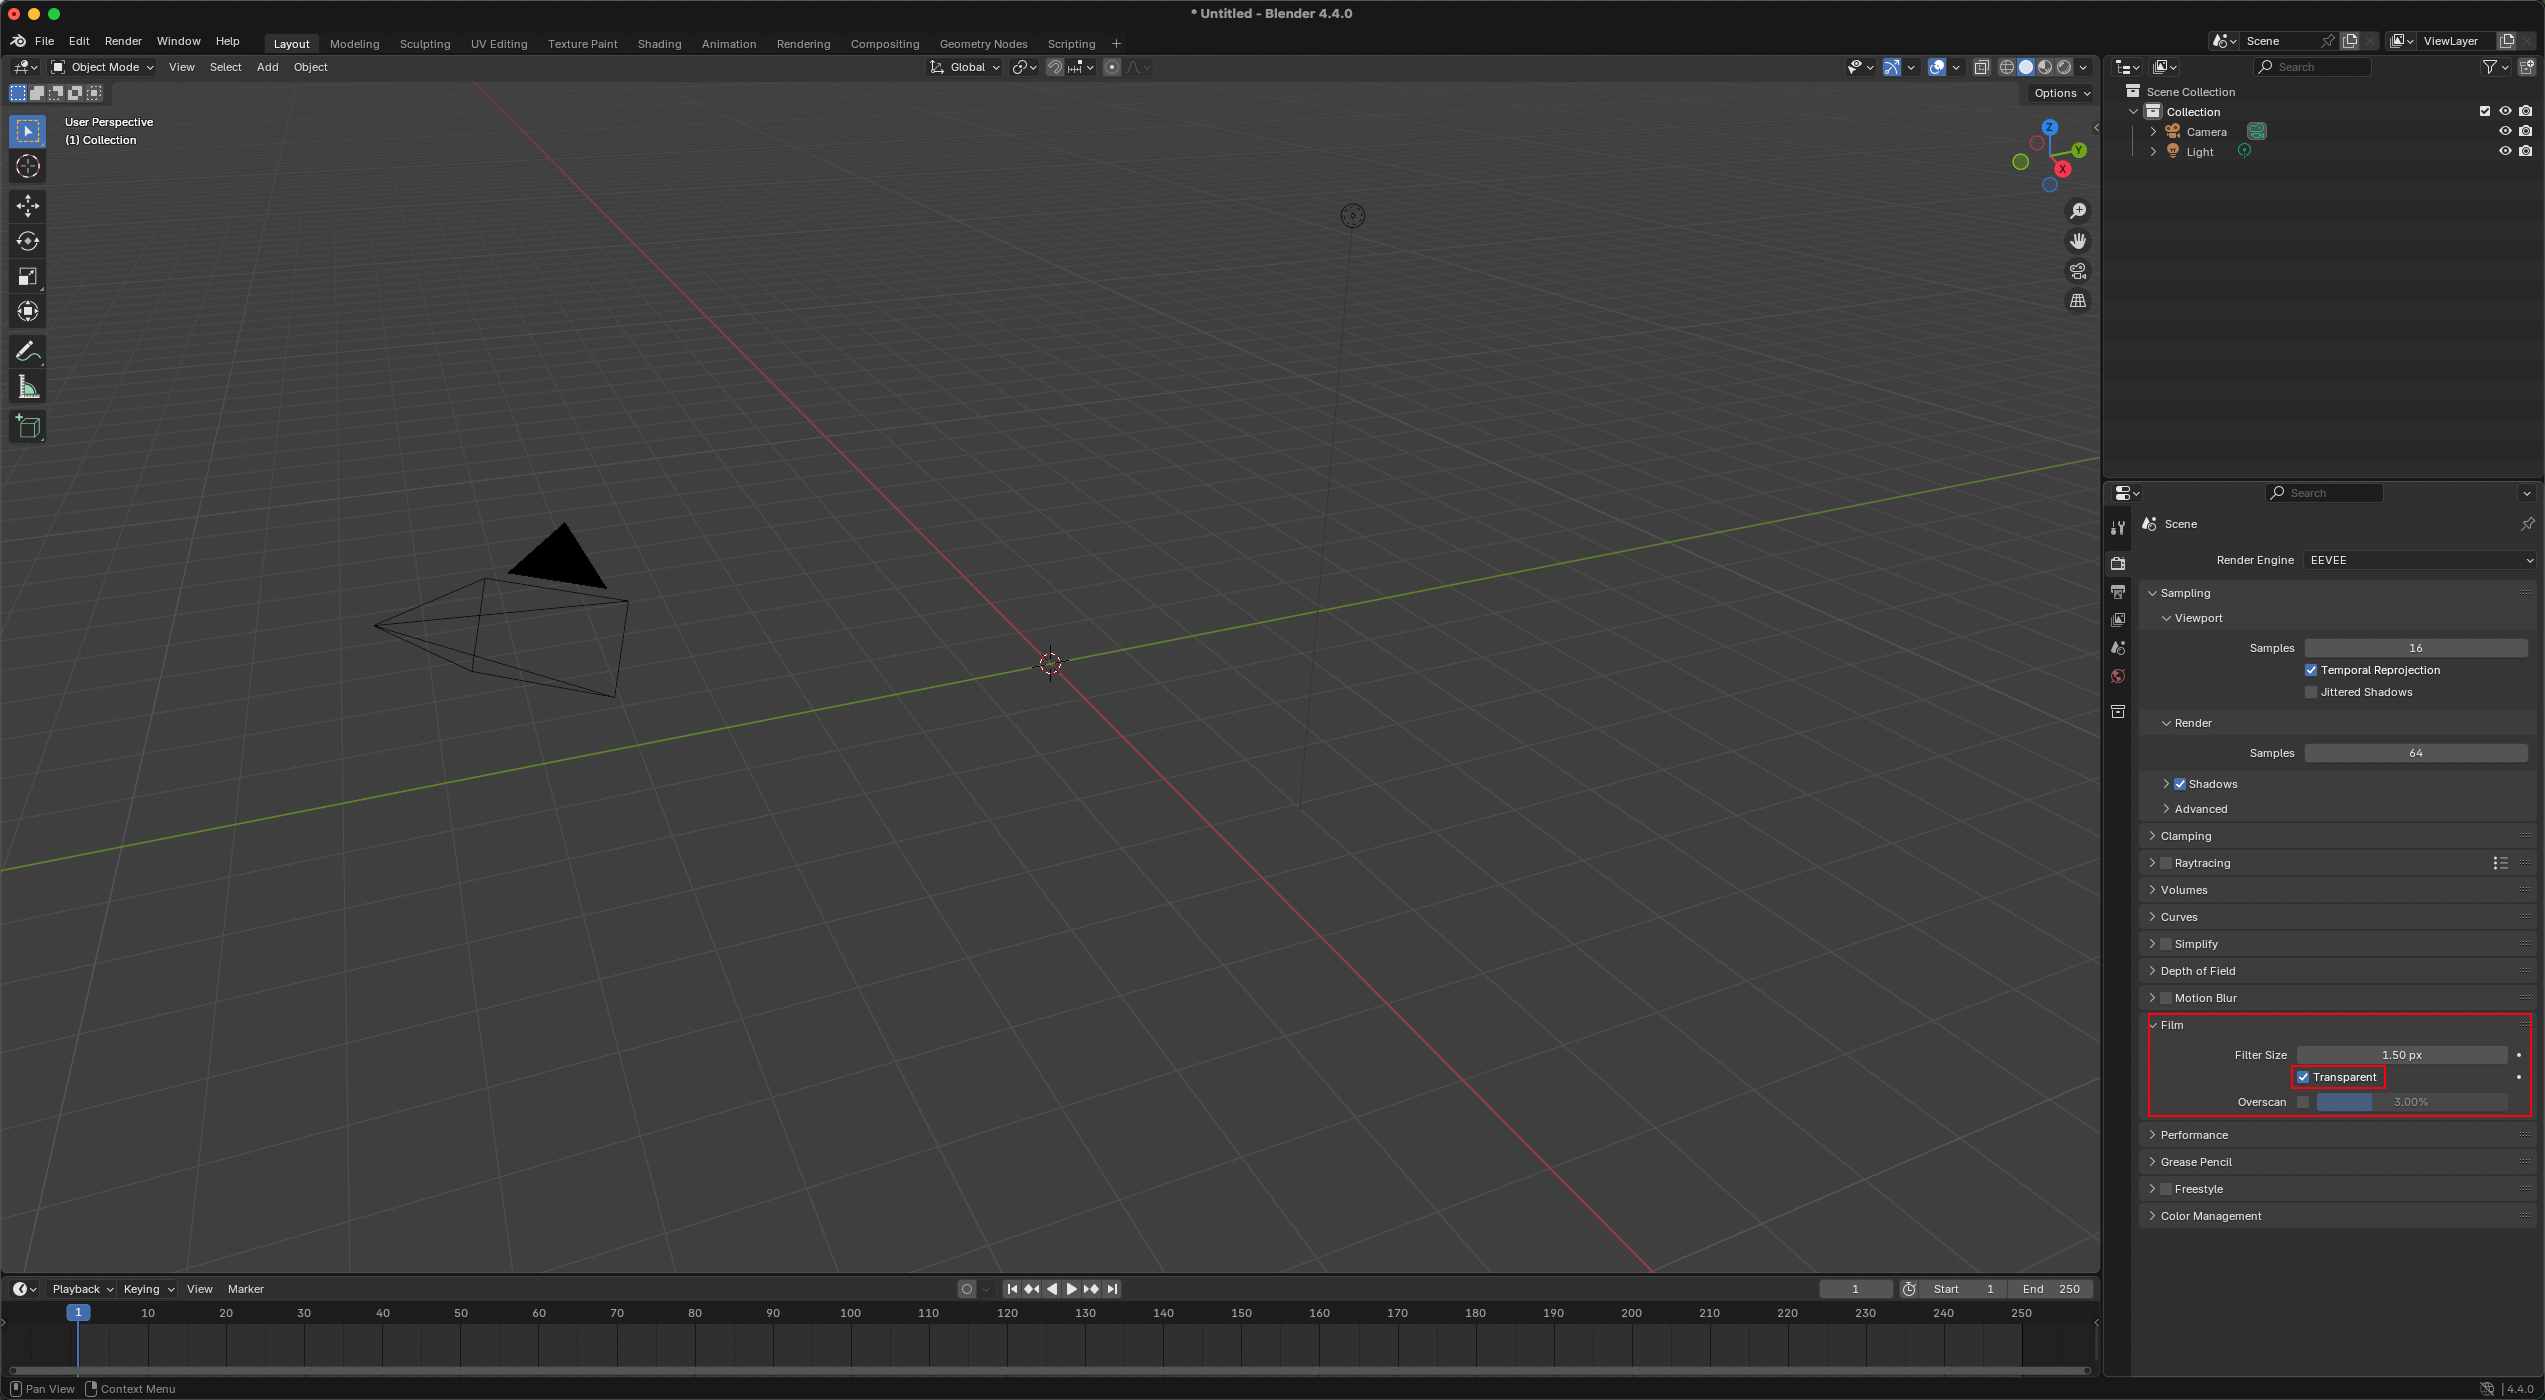 * Untitled - Blender 4.4.0
File Edit Render Window Help Layout Modeling Sculpting UV Editing Texture Paint Shading Animation Rendering Compositing Geometry Nodes Scripting + Scene ViewLayer
Object Mode View Select Add Object Global Search
Options
User Perspective
(1) Collection
Z
Y
X
Scene Collection
Collection
Camera
Light
Search
Scene
Render Engine EEVEE
Sampling
Viewport
Samples 16
Temporal Reprojection
Jittered Shadows
Render
Samples 64
Shadows
Advanced
Clamping
Raytracing
Volumes
Curves
Simplify
Depth of Field
Motion Blur
Film
Filter Size 1.50 px
Transparent
Overscan 3.00%
Performance
Grease Pencil
Freestyle
Color Management
Playback Keying View Marker 1 Start 1 End 250
1 10 20 30 40 50 60 70 80 90 100 110 120 130 140 150 160 170 180 190 200 210 220 230 240 250
Pan View Context Menu 4.4.0